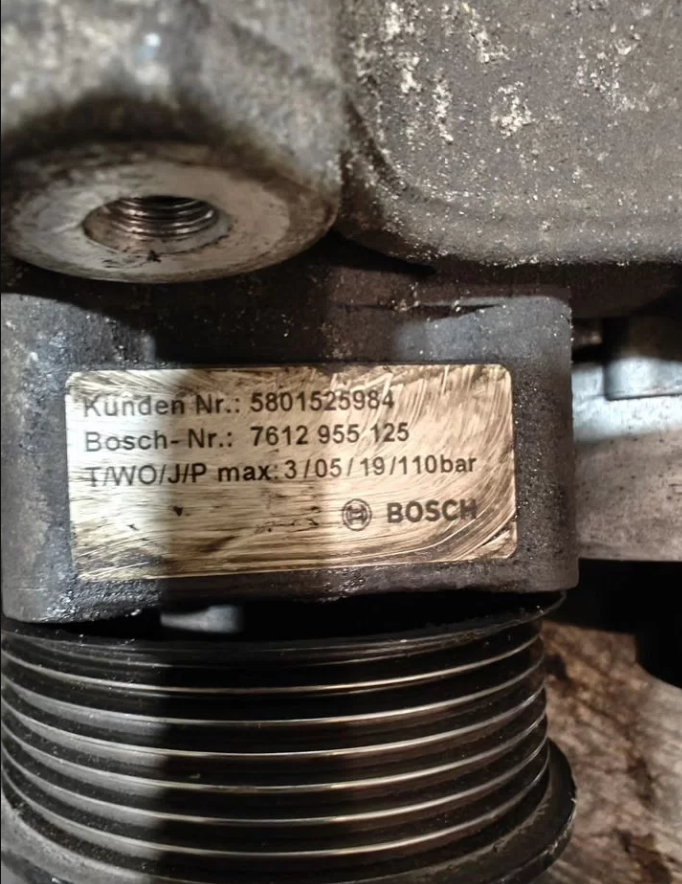 Kunden Nr.: 5801525984
Bosch-Nr.: 7612 955 125
T/WO/J/P max: 3/05/19/110bar
BOSCH